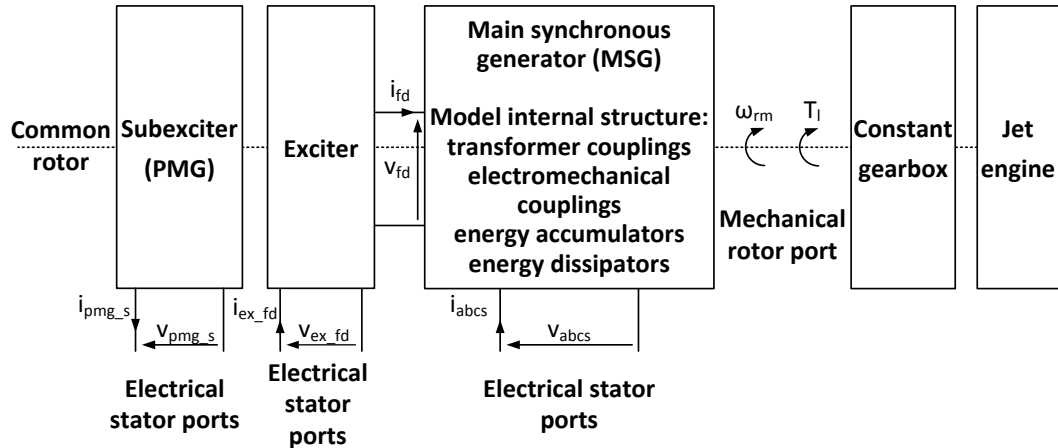 Common
rotor
Subexciter
(PMG)
Exciter
i_fd
v_fd
Main synchronous
generator (MSG)
Model internal structure:
transformer couplings
electromechanical
couplings
energy accumulators
energy dissipators
ω_rm
T_l
Mechanical
rotor port
Constant
gearbox
Jet
engine
i_pmg_s
v_pmg_s
Electrical
stator ports
i_ex_fd
v_ex_fd
Electrical
stator
ports
i_abcs
v_abcs
Electrical stator
ports